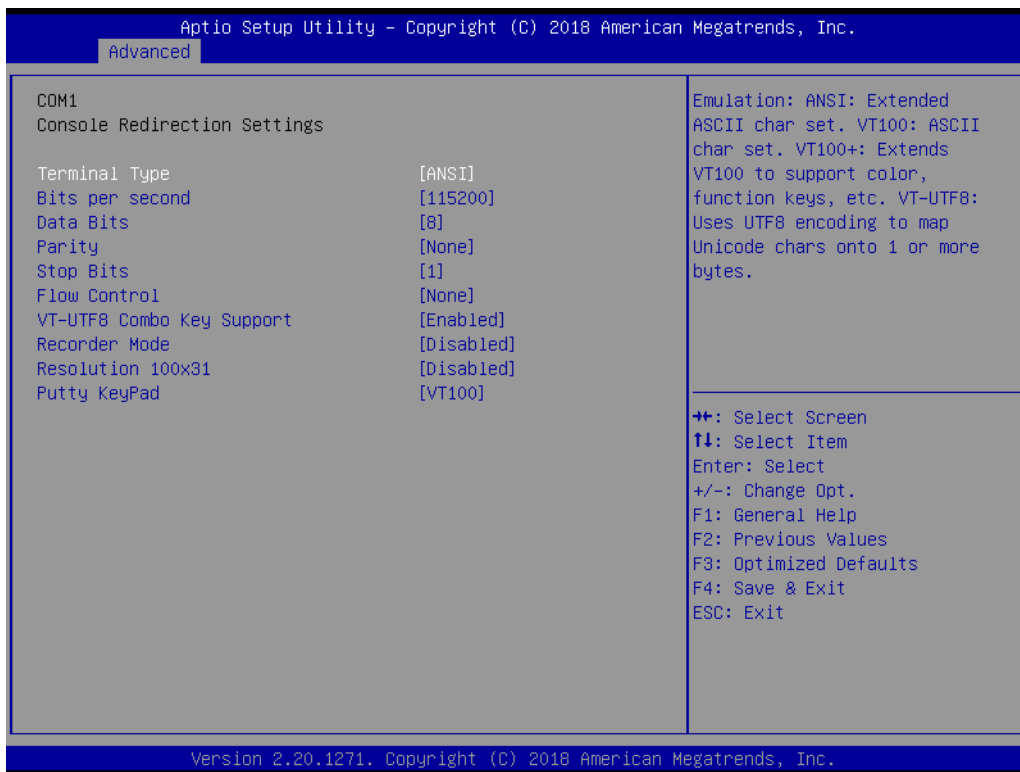 Aptio Setup Utility – Copyright (C) 2018 American Megatrends, Inc.
Advanced
COM1
Console Redirection Settings
Terminal Type [ANSI]
Bits per second [115200]
Data Bits [8]
Parity [None]
Stop Bits [1]
Flow Control [None]
VT-UTF8 Combo Key Support [Enabled]
Recorder Mode [Disabled]
Resolution 100x31 [Disabled]
Putty KeyPad [VT100]
Emulation: ANSI: Extended
ASCII char set. VT100: ASCII
char set. VT100+: Extends
VT100 to support color,
function keys, etc. VT-UTF8:
Uses UTF8 encoding to map
Unicode chars onto 1 or more
bytes.
→←: Select Screen
↑↓: Select Item
Enter: Select
+/-: Change Opt.
F1: General Help
F2: Previous Values
F3: Optimized Defaults
F4: Save & Exit
ESC: Exit
Version 2.20.1271. Copyright (C) 2018 American Megatrends, Inc.